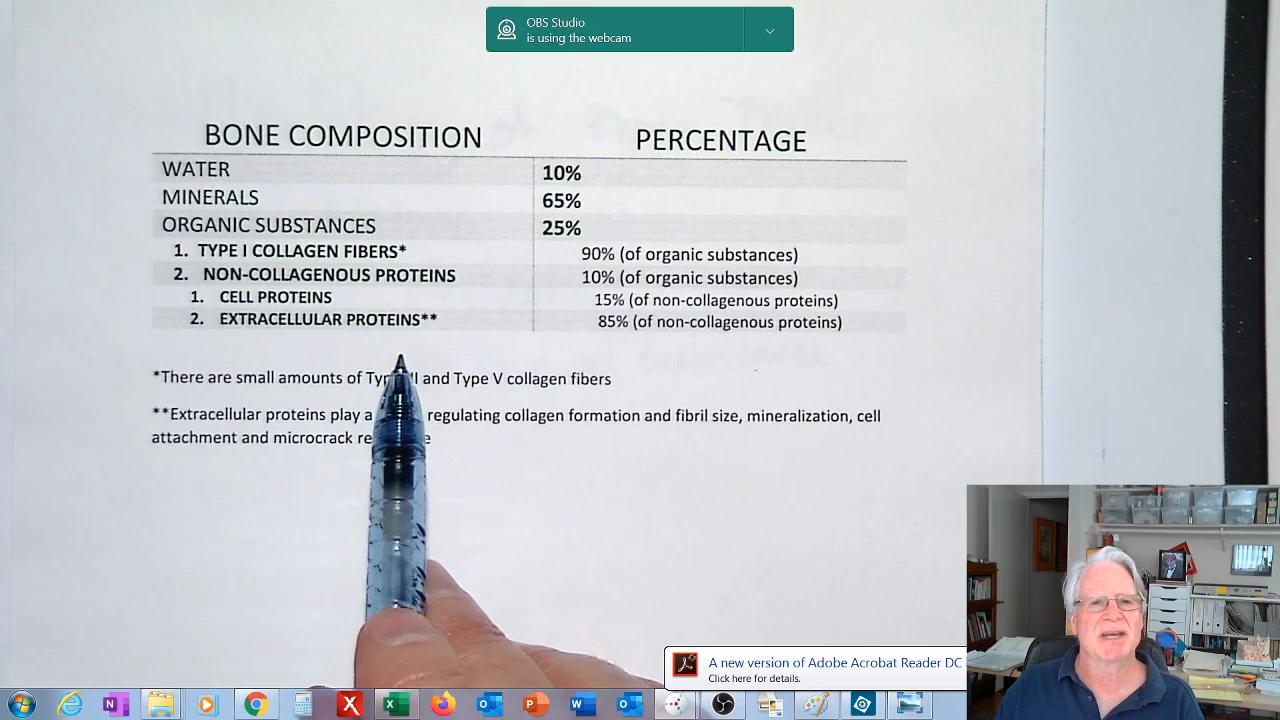 OBS Studio
is using the webcam
BONE COMPOSITION PERCENTAGE
WATER 10%
MINERALS 65%
ORGANIC SUBSTANCES 25%
1. TYPE I COLLAGEN FIBERS* 90% (of organic substances)
2. NON-COLLAGENOUS PROTEINS 10% (of organic substances)
1. CELL PROTEINS 15% (of non-collagenous proteins)
2. EXTRACELLULAR PROTEINS** 85% (of non-collagenous proteins)
*There are small amounts of and Type V collagen fibers
**Extracellular proteins play a regulating collagen formation and fibril size, mineralization, cell
attachment and microcrack
A new version of Adobe Acrobat Reader DC
Click here for details.